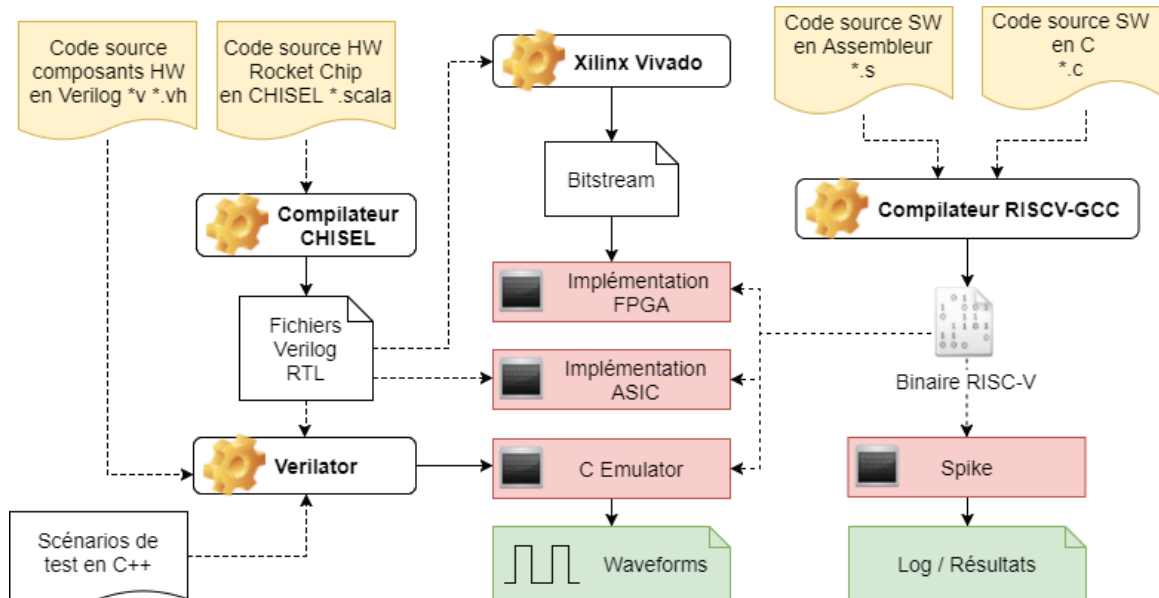 Code source
composants HW
en Verilog *v *.vh
Code source HW
Rocket Chip
en CHISEL *.scala
Xilinx Vivado
Code source SW
en Assembleur
*.s
Code source SW
en C
*.c
Bitstream
Compilateur
CHISEL
Compilateur RISCV-GCC
Implémentation
FPGA
Fichiers
Verilog
RTL
Implémentation
ASIC
Binaire RISC-V
Verilator
C Emulator
Spike
Scénarios de
test en C++
Waveforms
Log / Résultats